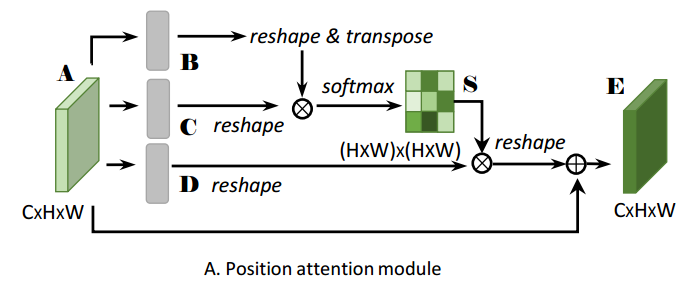 reshape & transpose
B
A
softmax
S
E
C reshape
(HxW)x(HxW)
reshape
D reshape
CxHxW
CxHxW
A. Position attention module